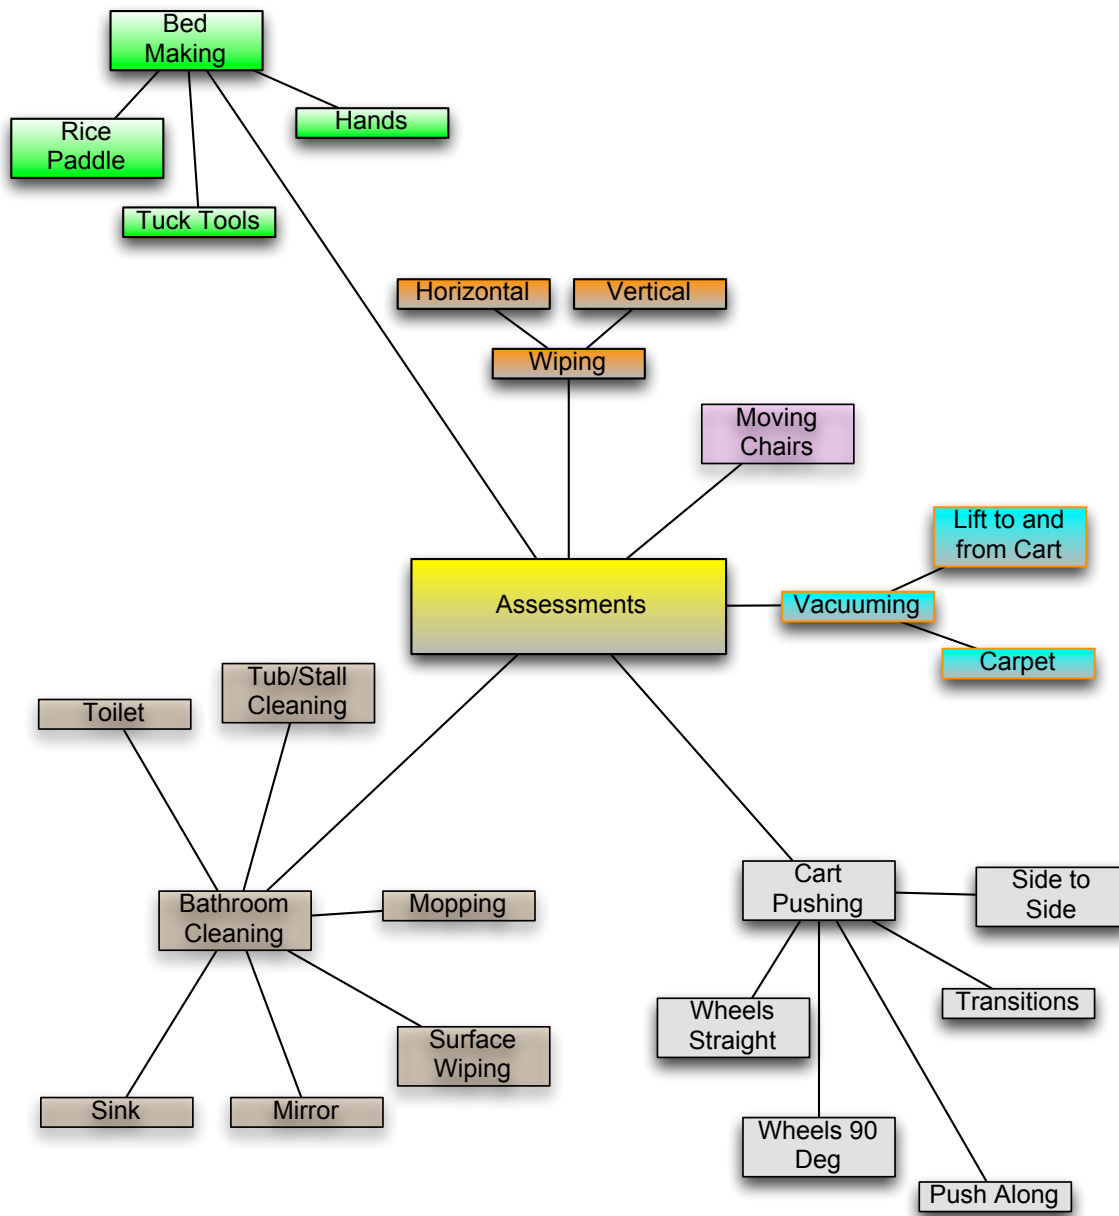 Bed
Making
Rice
Paddle
Hands
Tuck Tools
Horizontal
Vertical
Wiping
Moving
Chairs
Lift to and
from Cart
Assessments
Vacuuming
Carpet
Tub/Stall
Cleaning
Toilet
Bathroom
Cleaning
Mopping
Surface
Wiping
Sink
Mirror
Cart
Pushing
Side to
Side
Transitions
Wheels
Straight
Wheels 90
Deg
Push Along